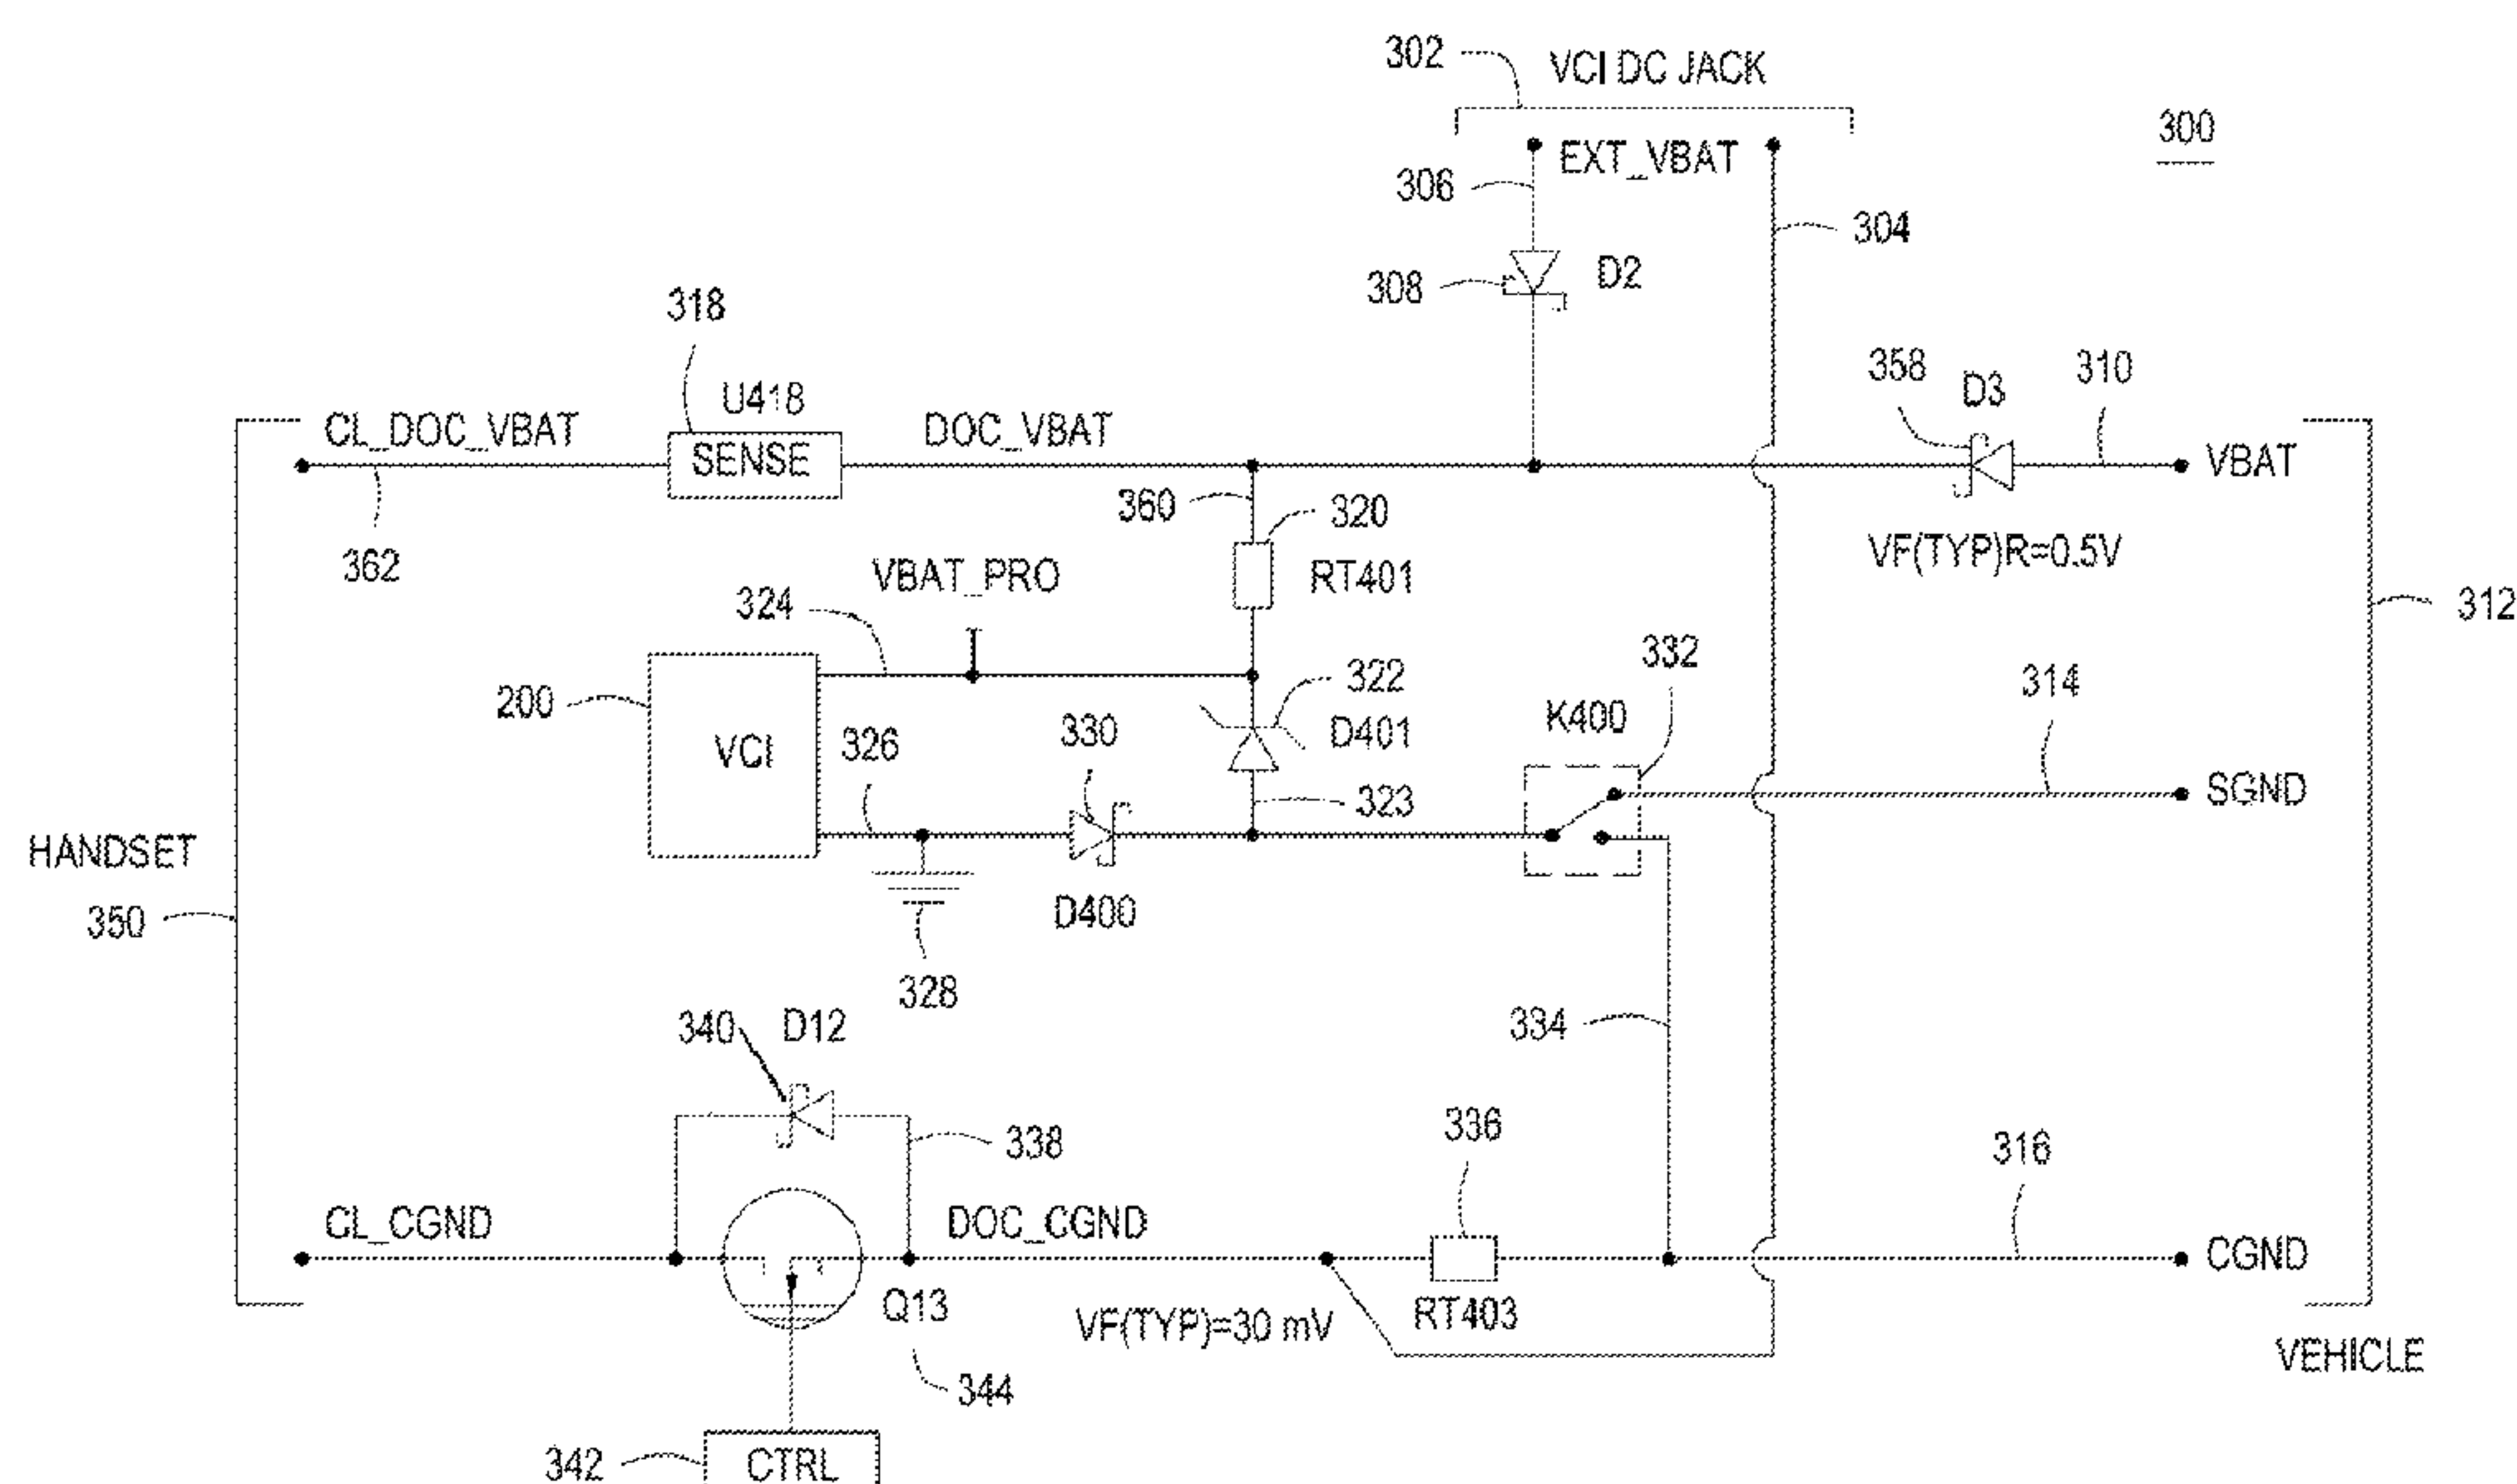 302 VCI DC JACK
300
EXT_VBAT
306
304
308 D2
318
U418
358 D3 310
CL_DOC_VBAT
SENSE
DOC_VBAT
VBAT
360 320
362
VBAT_PRO
RT401
VF(TYP)R=0.5V
324
312
332
322
314
200
K400
VCI
326 330 D401
323
SGND
HANDSET
350
D400
328
340 D12
334
338
336
316
CL_CGND
DOC_CGND
CGND
Q13
VF(TYP)=30 mV
RT403
VEHICLE
344
342 CTRL